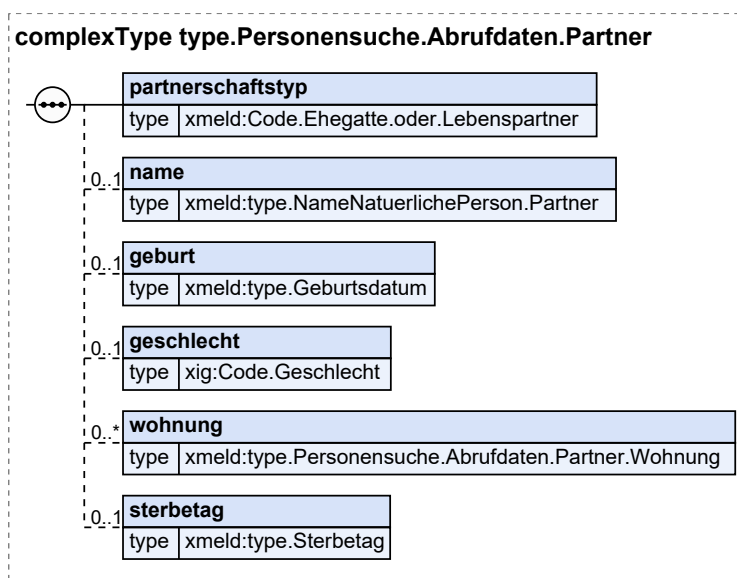 complexType type.Personensuche.Abrufdaten.Partner
partnerschaftstyp
type xmeld:Code.Ehegatte.oder.Lebenspartner
0..1 name
type xmeld:type.NameNatuerlichePerson.Partner
0..1 geburt
type xmeld:type.Geburtsdatum
0..1 geschlecht
type xig:Code.Geschlecht
0..* wohnung
type xmeld:type.Personensuche.Abrufdaten.Partner.Wohnung
0..1 sterbetag
type xmeld:type.Sterbetag